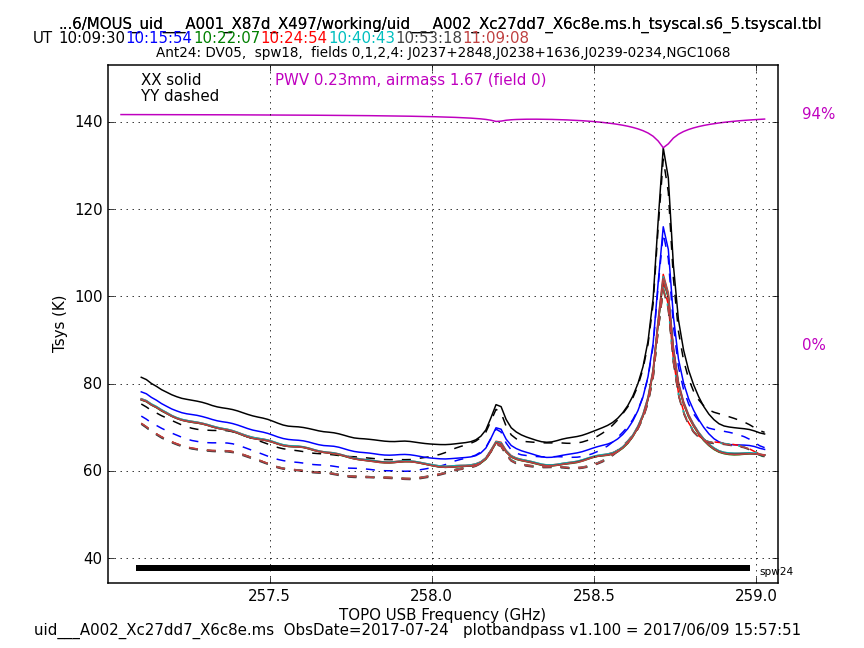 ...6/MOUS_uid___A001_X87d_X497/working/uid___A002_Xc27dd7_X6c8e.ms.h_tsyscal.s6_5.tsyscal.tbl
UT 10:09:30 10:15:54 10:22:07 10:24:54 10:40:43 10:53:18 11:09:08
Ant24: DV05, spw18, fields 0,1,2,4: J0237+2848,J0238+1636,J0239-0234,NGC1068
XX solid PWV 0.23mm, airmass 1.67 (field 0)
YY dashed
94%
140
120
100
80
60
40
0%
Tsys (K)
spw24
257.5 258.0 258.5 259.0
TOPO USB Frequency (GHz)
uid___A002_Xc27dd7_X6c8e.ms ObsDate=2017-07-24 plotbandpass v1.100 = 2017/06/09 15:57:51